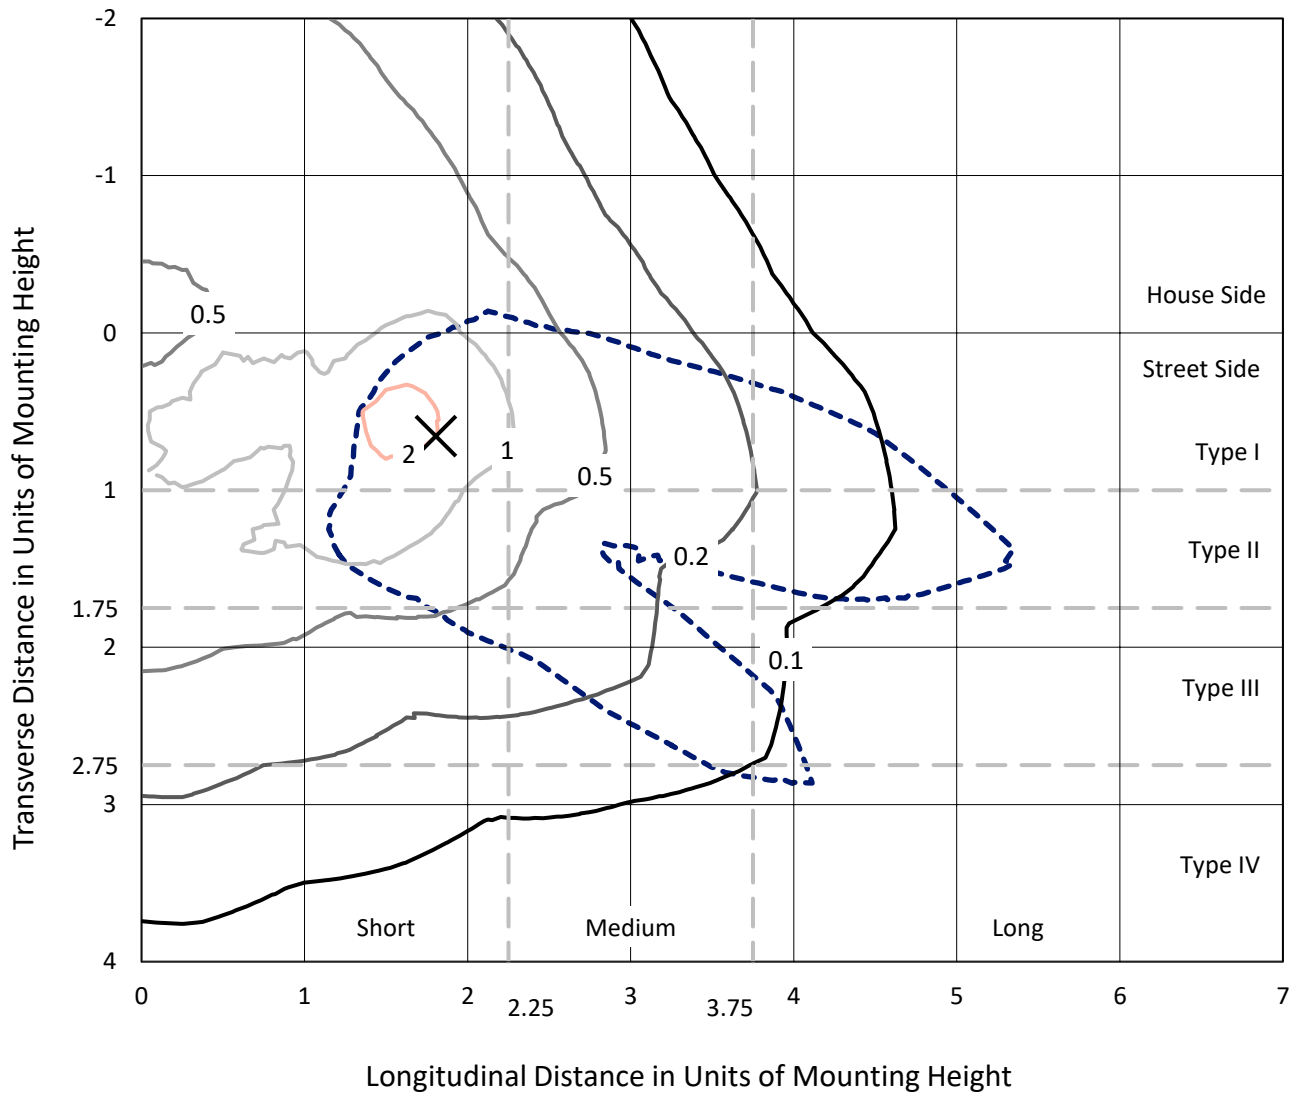 -2
-1
House Side
0.5
0
Street Side
Type I
2
1
0.5
1
Type II
0.2
1.75
2
0.1
Type III
2.75
3
Type IV
Short
Medium
Long
4
0
1
2
2.25
3
3.75
4
5
6
7
Transverse Distance in Units of Mounting Height
Longitudinal Distance in Units of Mounting Height